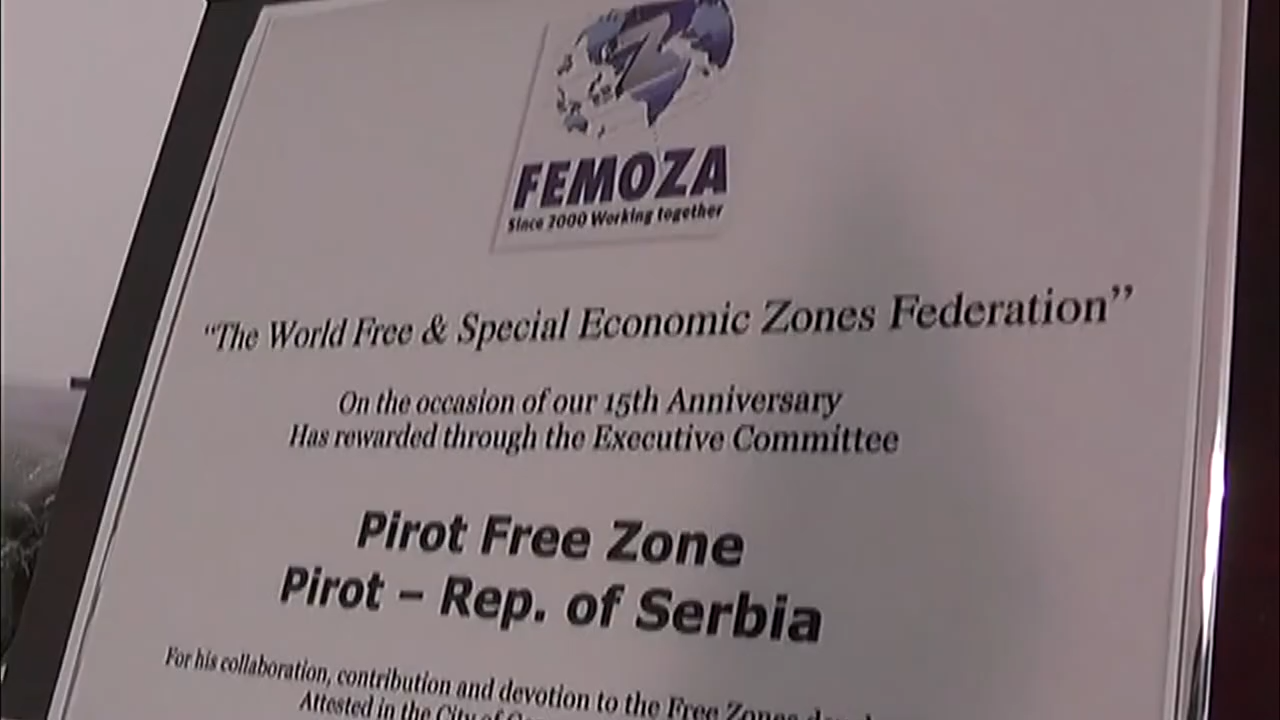 FEMOZA
Since 2000 Working together
“The World Free & Special Economic Zones Federation”
On the occasion of our 15th Anniversary
Has rewarded through the Executive Committee
Pirot Free Zone
Pirot – Rep. of Serbia
For his collaboration, contribution and devotion to the Free Zones
Attested in the City of